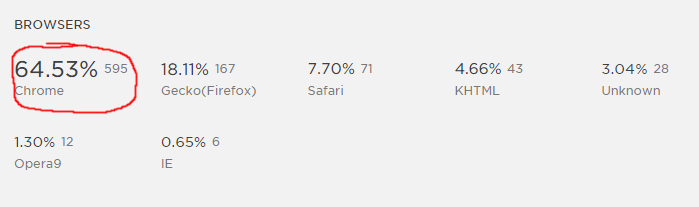 BROWSERS
64.53% 595 18.11% 167 7.70% 71 4.66% 43 3.04% 28
Chrome Gecko(Firefox) Safari KHTML Unknown
1.30% 12 0.65% 6
Opera9 IE